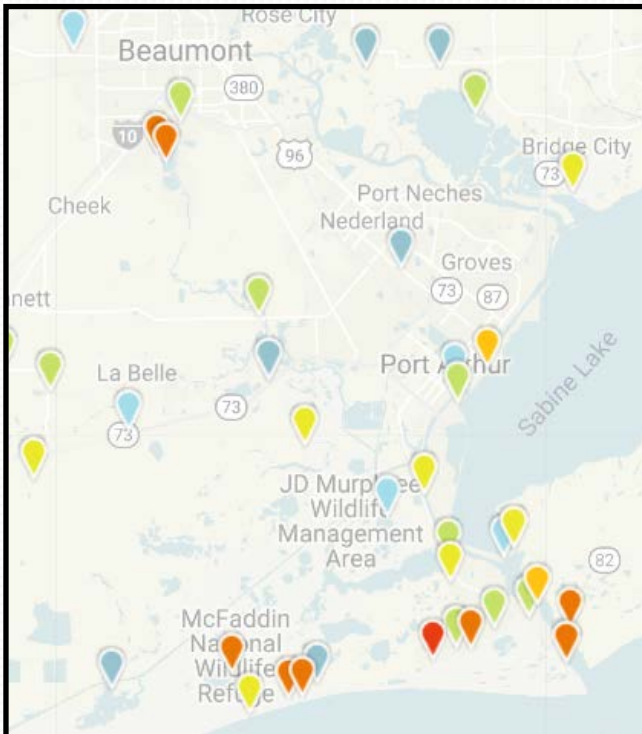 Rose City
Beaumont
380
10
96
Bridge City
73
Cheek
Port Neches
Nederland
Groves
73
87
nett
La Belle
Port Arthur
73
73
Sabine Lake
JD Murphree
Wildlife
Management
Area
82
McFaddin
National
Wildlife
Refuge